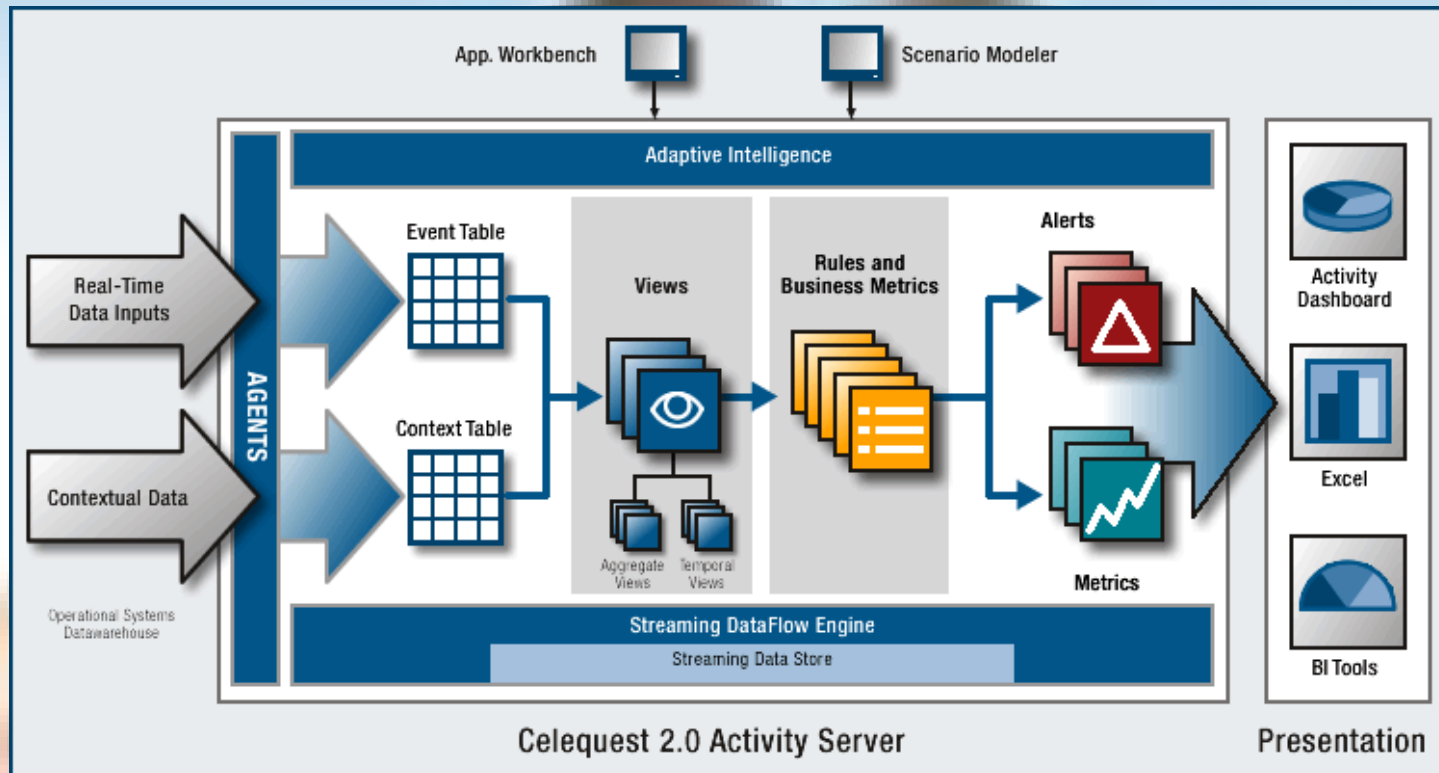 App. Workbench
Scenario Modeler
Adaptive Intelligence
AGENTS
Real-Time
Data Inputs
Contextual Data
Operational Systems
Datawarehouse
Event Table
Context Table
Views
Aggregate
Views
Temporal
Views
Rules and
Business Metrics
Alerts
Metrics
Streaming DataFlow Engine
Streaming Data Store
Activity
Dashboard
Excel
BI Tools
Celequest 2.0 Activity Server
Presentation